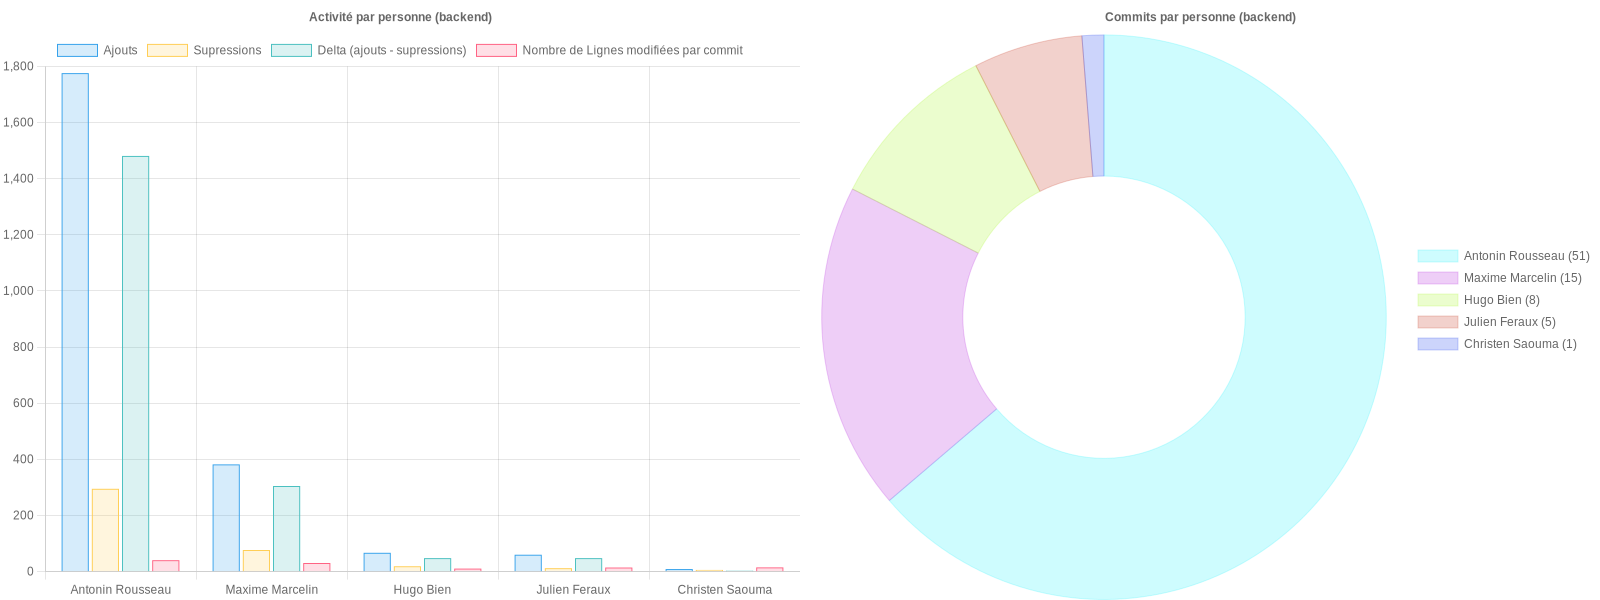 Activité par personne (backend)
Ajouts Supressions Delta (ajouts - supressions) Nombre de Lignes modifiées par commit
1,800
1,600
1,400
1,200
1,000
800
600
400
200
0
Antonin Rousseau Maxime Marcelin Hugo Bien Julien Feraux Christen Saouma
Commits par personne (backend)
Antonin Rousseau (51)
Maxime Marcelin (15)
Hugo Bien (8)
Julien Feraux (5)
Christen Saouma (1)